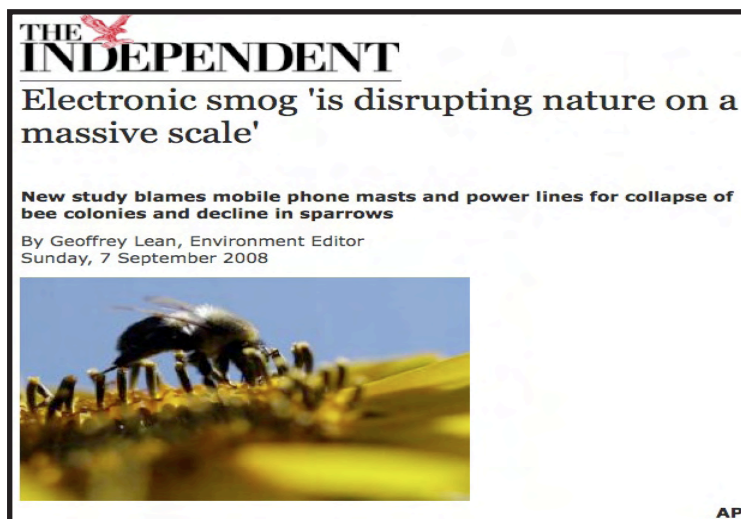 THE
INDEPENDENT
Electronic smog 'is disrupting nature on a
massive scale'
New study blames mobile phone masts and power lines for collapse of
bee colonies and decline in sparrows
By Geoffrey Lean, Environment Editor
Sunday, 7 September 2008
AP